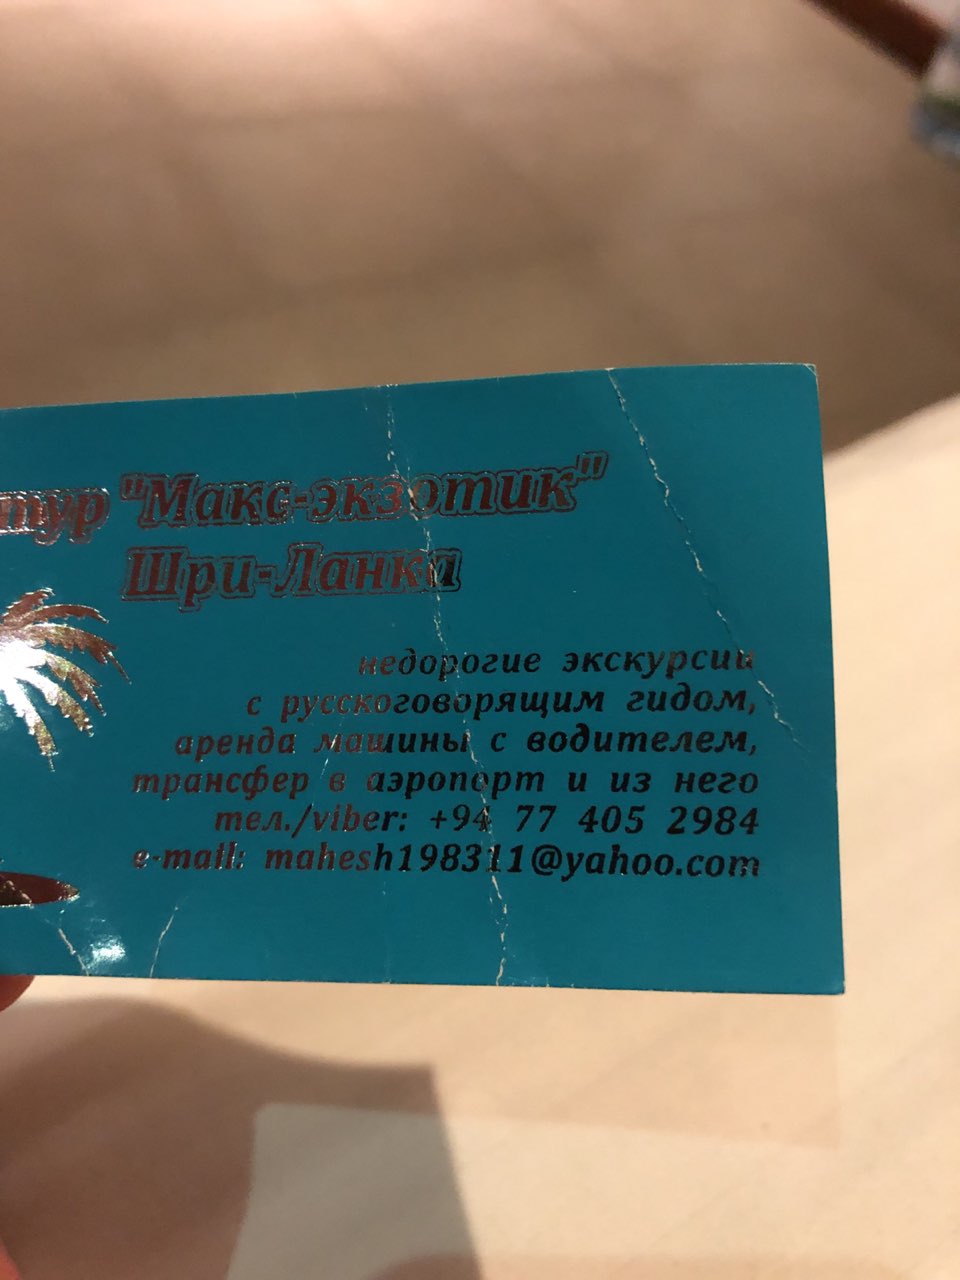 тур "Макс-экзотик"
Шри-Ланка
недорогие экскурсии
с русскоговорящим гидом,
аренда машины с водителем,
трансфер в аэропорт и из него
тел./viber: +94 77 405 2984
e-mail: mahesh198311@yahoo.com